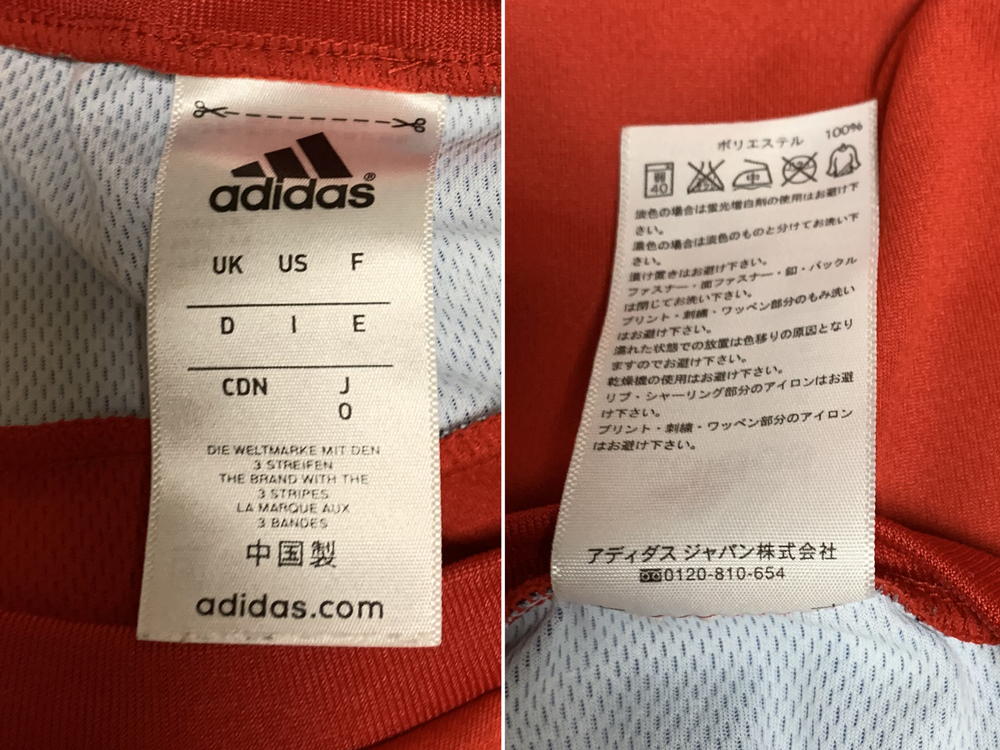 adidas®
UK US F
D I E
CDN J
O
DIE WELTMARKE MIT DEN
3 STREIFEN
THE BRAND WITH THE
3 STRIPES
LA MARQUE AUX
3 BANDES
中国製
adidas.com
ポリエステル 100%
弱
40
中
淡色の場合は蛍光増白剤の使用はお避け下
さい。
濃色の場合は淡色のものと分けてお洗い下
さい。
漬け置きはお避け下さい。
ファスナー・面ファスナー・釦・バックル
は閉じてお洗い下さい。
プリント・刺繍・ワッペン部分のもみ洗い
はお避け下さい。
濡れた状態での放置は色移りの原因となり
ますのでお避け下さい。
乾燥機の使用はお避け下さい。
リブ・シャーリング部分のアイロンはお避
け下さい。
プリント・刺繍・ワッペン部分のアイロン
はお避け下さい。
アディダス ジャパン株式会社
0120-810-654